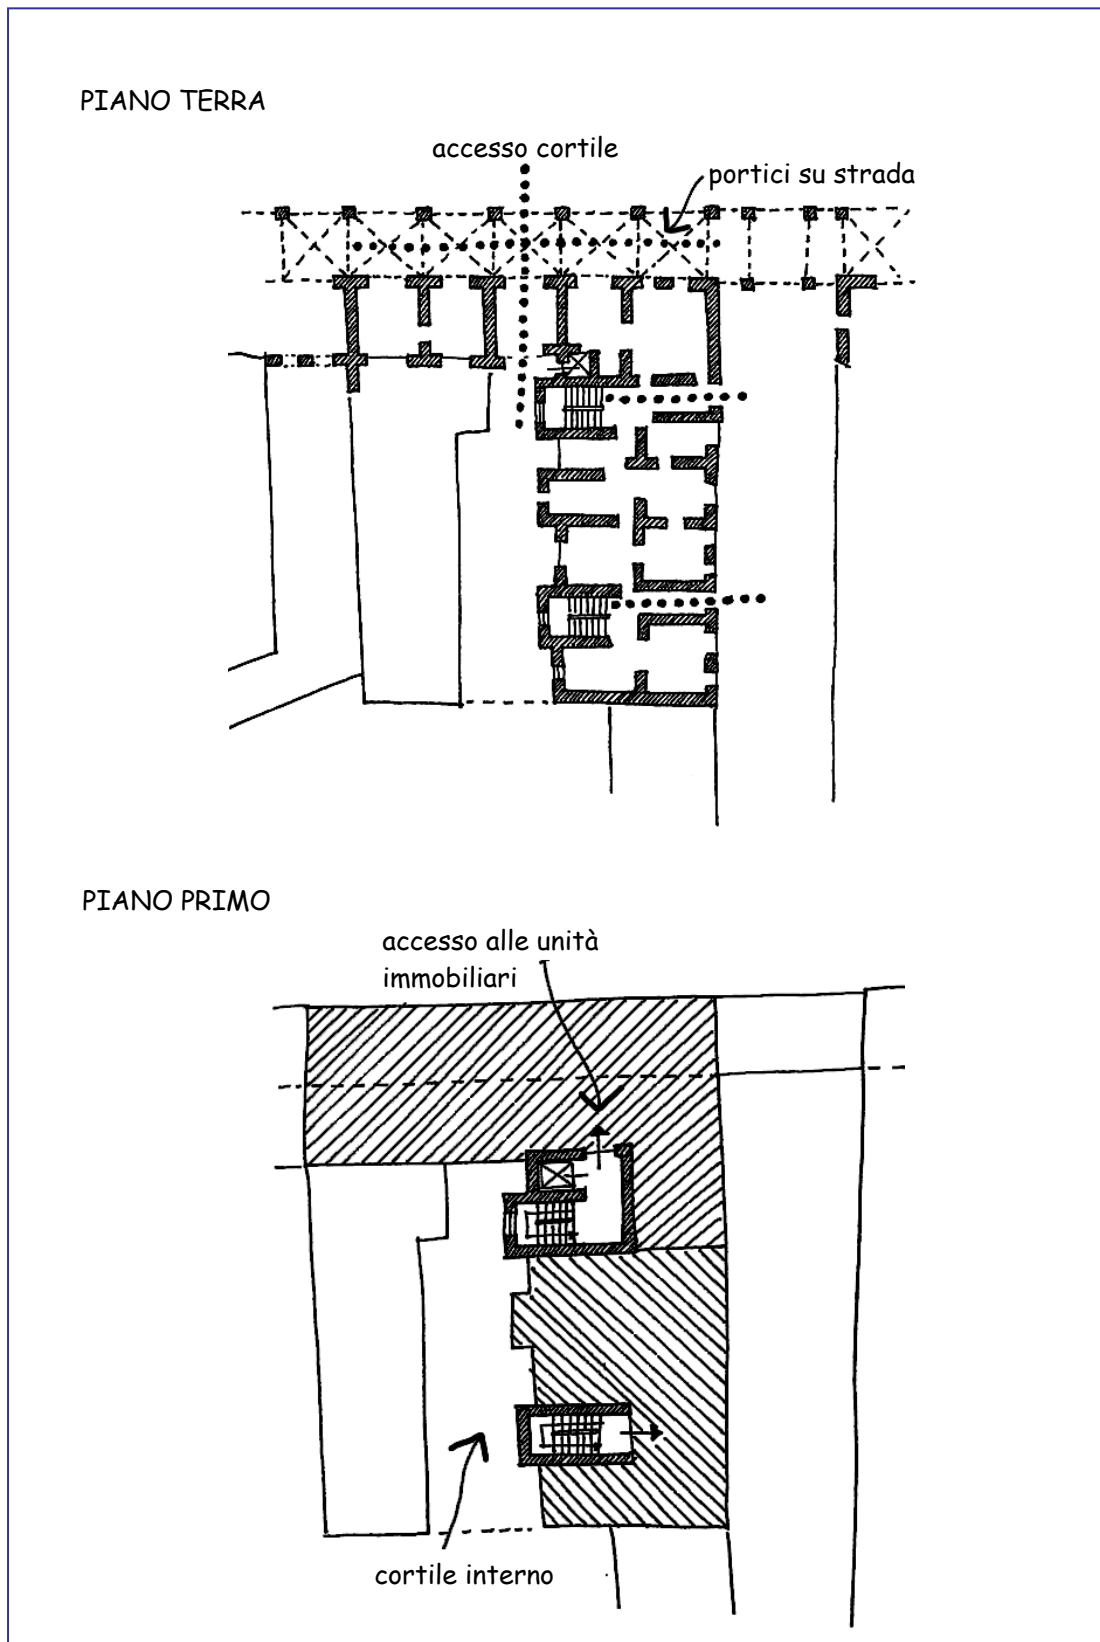 PIANO TERRA
accesso cortile
portici su strada
PIANO PRIMO
accesso alle unità
immobiliari
cortile interno